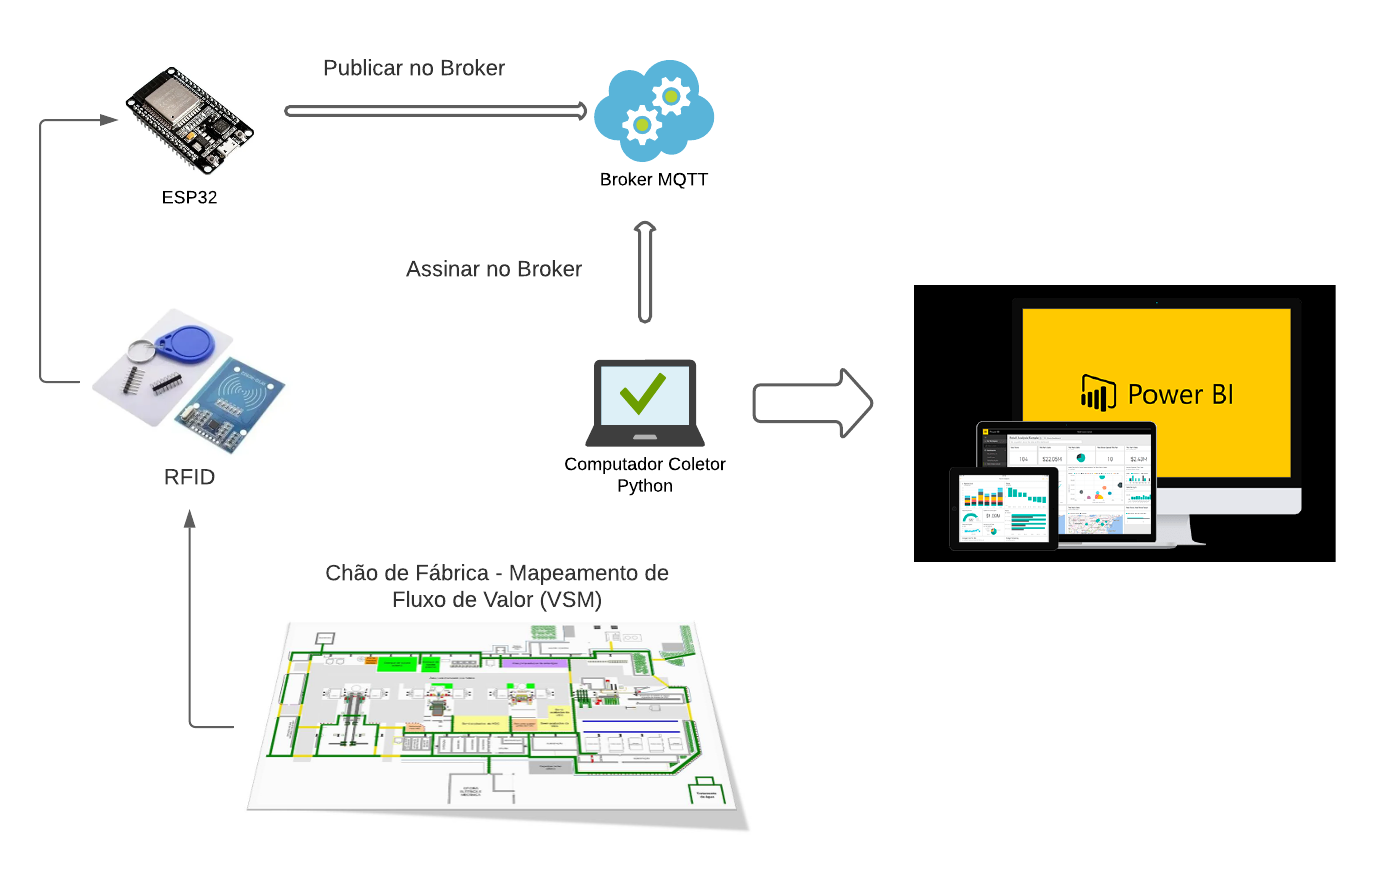 Publicar no Broker
ESP32
Broker MQTT
Assinar no Broker
RFID
Computador Coletor
Python
Power BI
Chão de Fábrica - Mapeamento de
Fluxo de Valor (VSM)